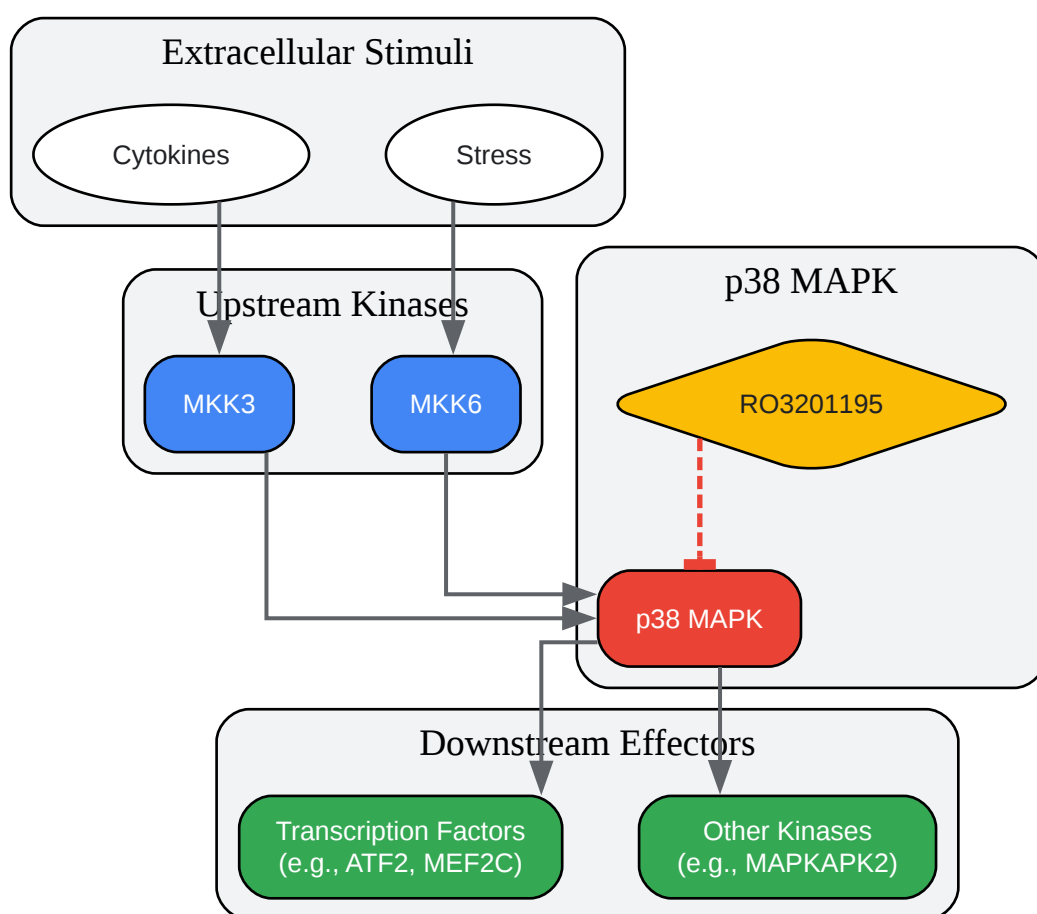 Extracellular Stimuli
Cytokines
Stress
Upstream Kinases
MKK3
MKK6
p38 MAPK
RO3201195
p38 MAPK
Downstream Effectors
Transcription Factors
(e.g., ATF2, MEF2C)
Other Kinases
(e.g., MAPKAPK2)